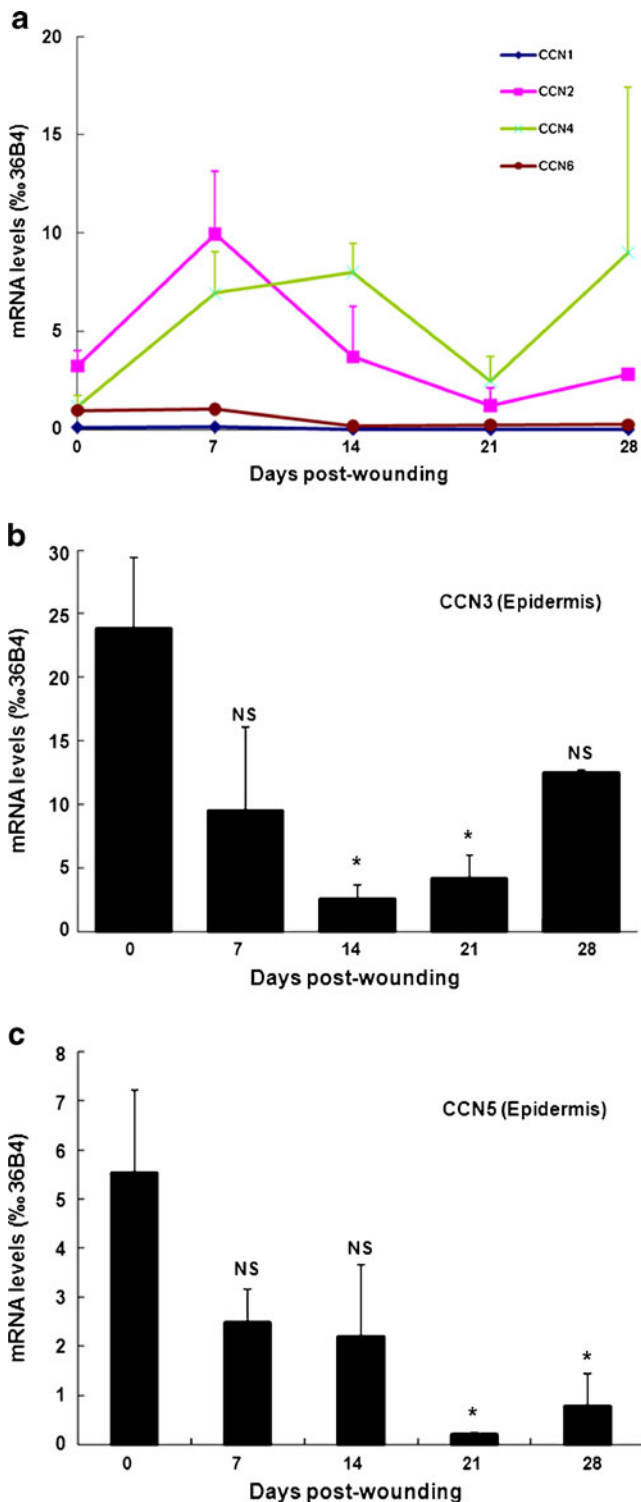 a
20
15
10
5
0
mRNA levels (‰36B4)
CCN1
CCN2
CCN4
CCN6
0 7 14 21 28
Days post-wounding
b
30
25
20
15
10
5
0
mRNA levels (‰36B4)
CCN3 (Epidermis)
NS
*
*
NS
0 7 14 21 28
Days post-wounding
c
8
7
6
5
4
3
2
1
0
mRNA levels (‰36B4)
CCN5 (Epidermis)
NS
NS
*
*
0 7 14 21 28
Days post-wounding